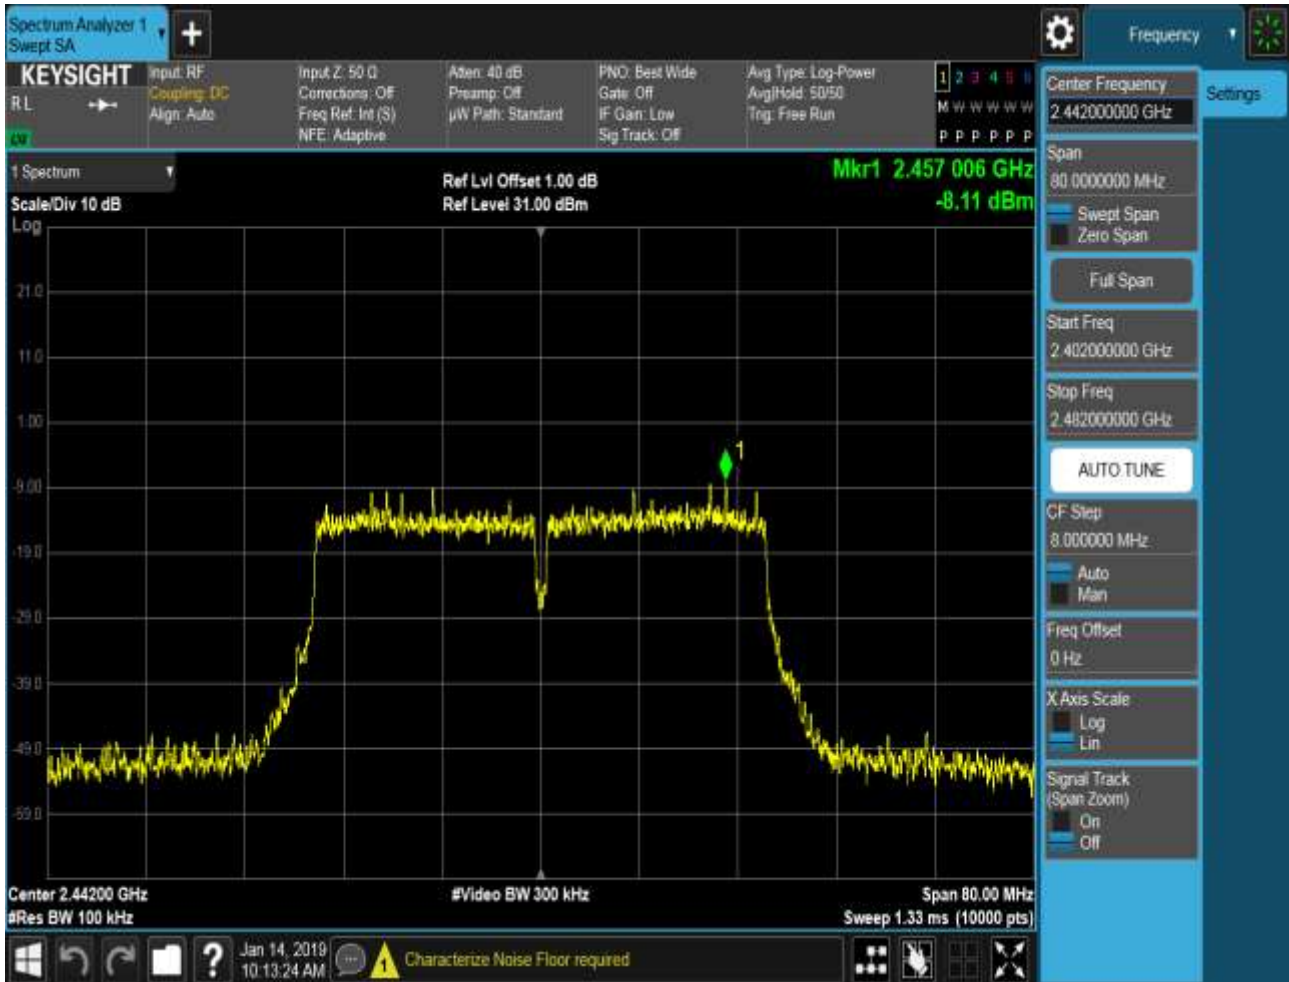 Spectrum Analyzer 1
Swept SA
Frequency
KEYSIGHT
RL
Input: RF
Coupling: DC
Align: Auto
Input Z: 50 Ω
Corrections: Off
Freq Ref: Int (S)
NFE: Adaptive
Atten: 40 dB
Preamp: Off
µW Path: Standard
PNO: Best Wide
Gate: Off
IF Gain: Low
Sig Track: Off
Avg Type: Log-Power
Avg|Hold: 50/50
Trig: Free Run
1 2 3 4 5 6
M W W W W W
P P P P P P
1 Spectrum
Scale/Div 10 dB
Log
Ref Lvl Offset 1.00 dB
Ref Level 31.00 dBm
Mkr1 2.457 006 GHz
-8.11 dBm
21.0
11.0
1.00
-9.00
-19.0
-29.0
-39.0
-49.0
-59.0
1
Center 2.44200 GHz
#Res BW 100 kHz
#Video BW 300 kHz
Span 80.00 MHz
Sweep 1.33 ms (10000 pts)
Center Frequency
2.442000000 GHz
Settings
Span
80.0000000 MHz
Swept Span
Zero Span
Full Span
Start Freq
2.402000000 GHz
Stop Freq
2.482000000 GHz
AUTO TUNE
CF Step
8.000000 MHz
Auto
Man
Freq Offset
0 Hz
X Axis Scale
Log
Lin
Signal Track
(Span Zoom)
On
Off
?
Jan 14, 2019
10:13:24 AM
1
Characterize Noise Floor required